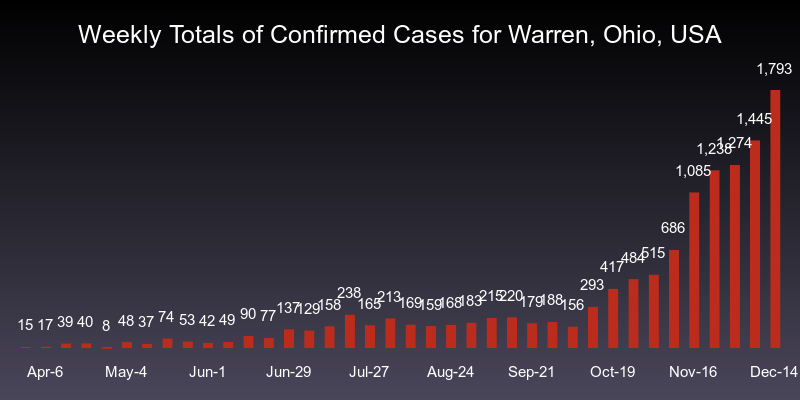 Weekly Totals of Confirmed Cases for Warren, Ohio, USA
15 17 39 40 8 48 37 74 53 42 49 90 77 137 129 158 238 165 213 169 159 168 183 215 220 179 188 156 293 417 484 515 686 1,085 1,238 1,274 1,445 1,793
Apr-6 May-4 Jun-1 Jun-29 Jul-27 Aug-24 Sep-21 Oct-19 Nov-16 Dec-14